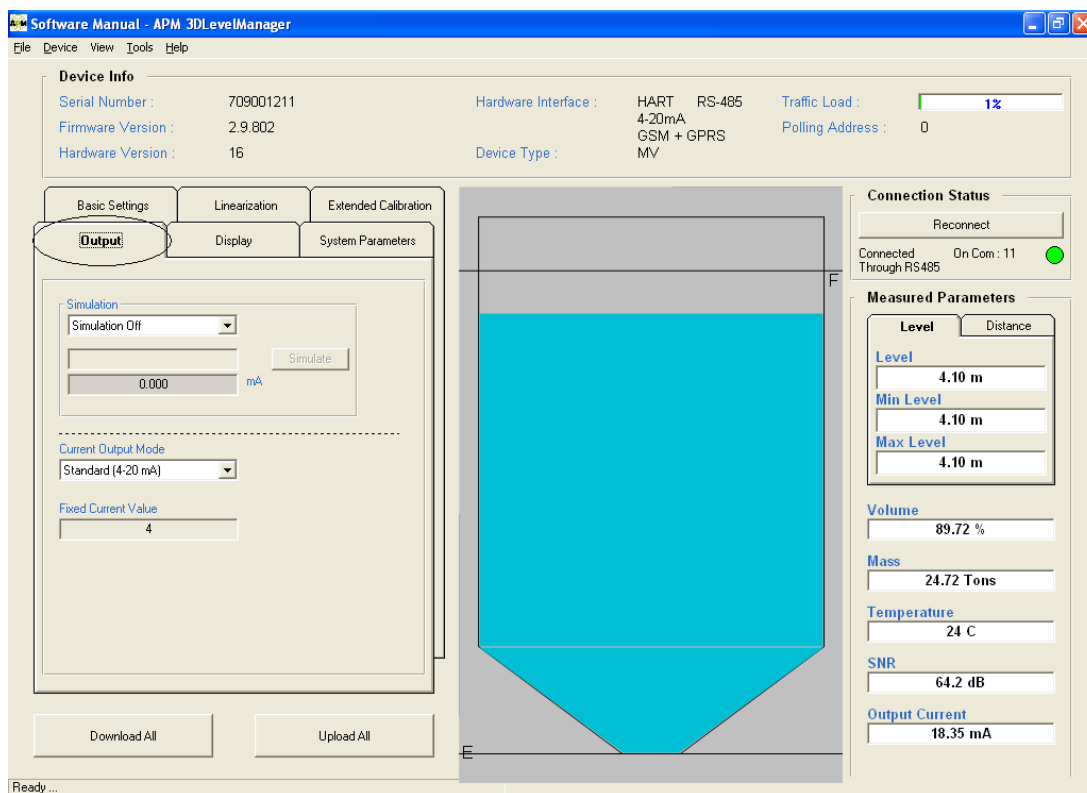 Software Manual - APM 3DLevelManager
File Device View Tools Help
Device Info
Serial Number : 709001211
Firmware Version : 2.9.802
Hardware Version : 16
Hardware Interface : HART RS-485
4-20mA
GSM + GPRS
Device Type : MV
Traffic Load : 1%
Polling Address : 0
Basic Settings
Linearization
Extended Calibration
Output
Display
System Parameters
Simulation
Simulation Off
Simulate
0.000 mA
Current Output Mode
Standard (4-20 mA)
Fixed Current Value
4
Download All
Upload All
F
E
Connection Status
Reconnect
Connected On Com : 11
Through RS485
Measured Parameters
Level
Distance
Level
4.10 m
Min Level
4.10 m
Max Level
4.10 m
Volume
89.72 %
Mass
24.72 Tons
Temperature
24 C
SNR
64.2 dB
Output Current
18.35 mA
Ready ...